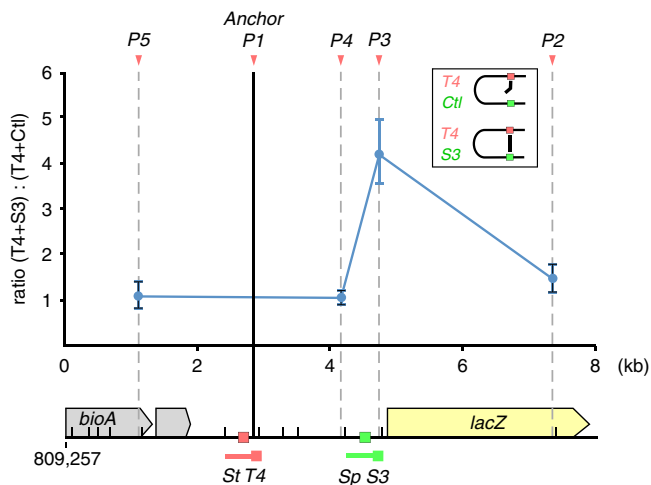 Anchor
P5 P1 P4 P3 P2
6
5
4
3
2
1
ratio (T4+S3) : (T4+Ctl)
T4
Ctl
T4
S3
0 2 4 6 8 (kb)
bioA lacZ
809,257
St T4 Sp S3